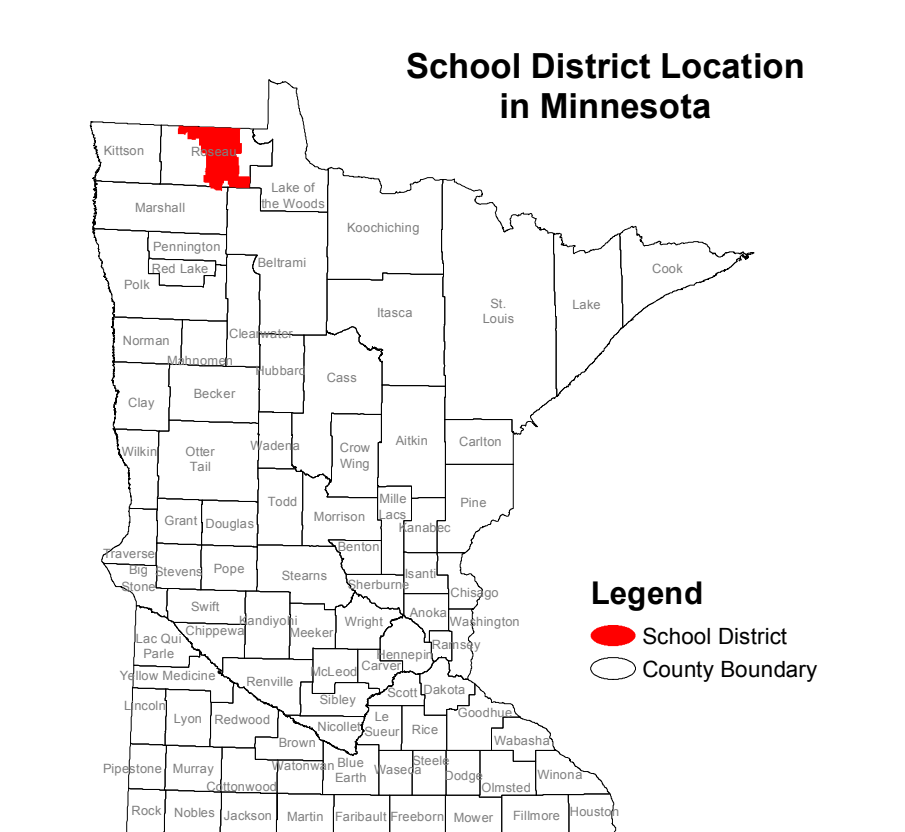 School District Location
in Minnesota
Kittson
Roseau
Lake of
the Woods
Marshall
Koochiching
Pennington
Beltrami
Red Lake
Cook
Polk
St.
Louis
Lake
Itasca
Clearwater
Norman
Mahnomen
Hubbard
Cass
Becker
Clay
Wadena
Crow
Wing
Aitkin
Carlton
Wilkin
Otter
Tail
Todd
Mille
Lacs
Pine
Morrison
Grant
Douglas
Kanabec
Benton
Traverse
Big
Stone
Stevens
Pope
Stearns
Isanti
Sherburne
Chisago
Swift
Anoka
Kandiyohi
Wright
Washington
Chippewa
Meeker
Lac Qui
Parle
Ramsey
Hennepin
Carver
McLeod
Yellow Medicine
Renville
Scott
Dakota
Sibley
Lincoln
Lyon
Redwood
Nicollet
Le
Sueur
Rice
Goodhue
Brown
Wabasha
Pipestone
Murray
Cottonwood
Watonwan
Blue
Earth
Waseca
Steele
Dodge
Olmsted
Winona
Rock
Nobles
Jackson
Martin
Faribault
Freeborn
Mower
Fillmore
Houston
Legend
School District
County Boundary